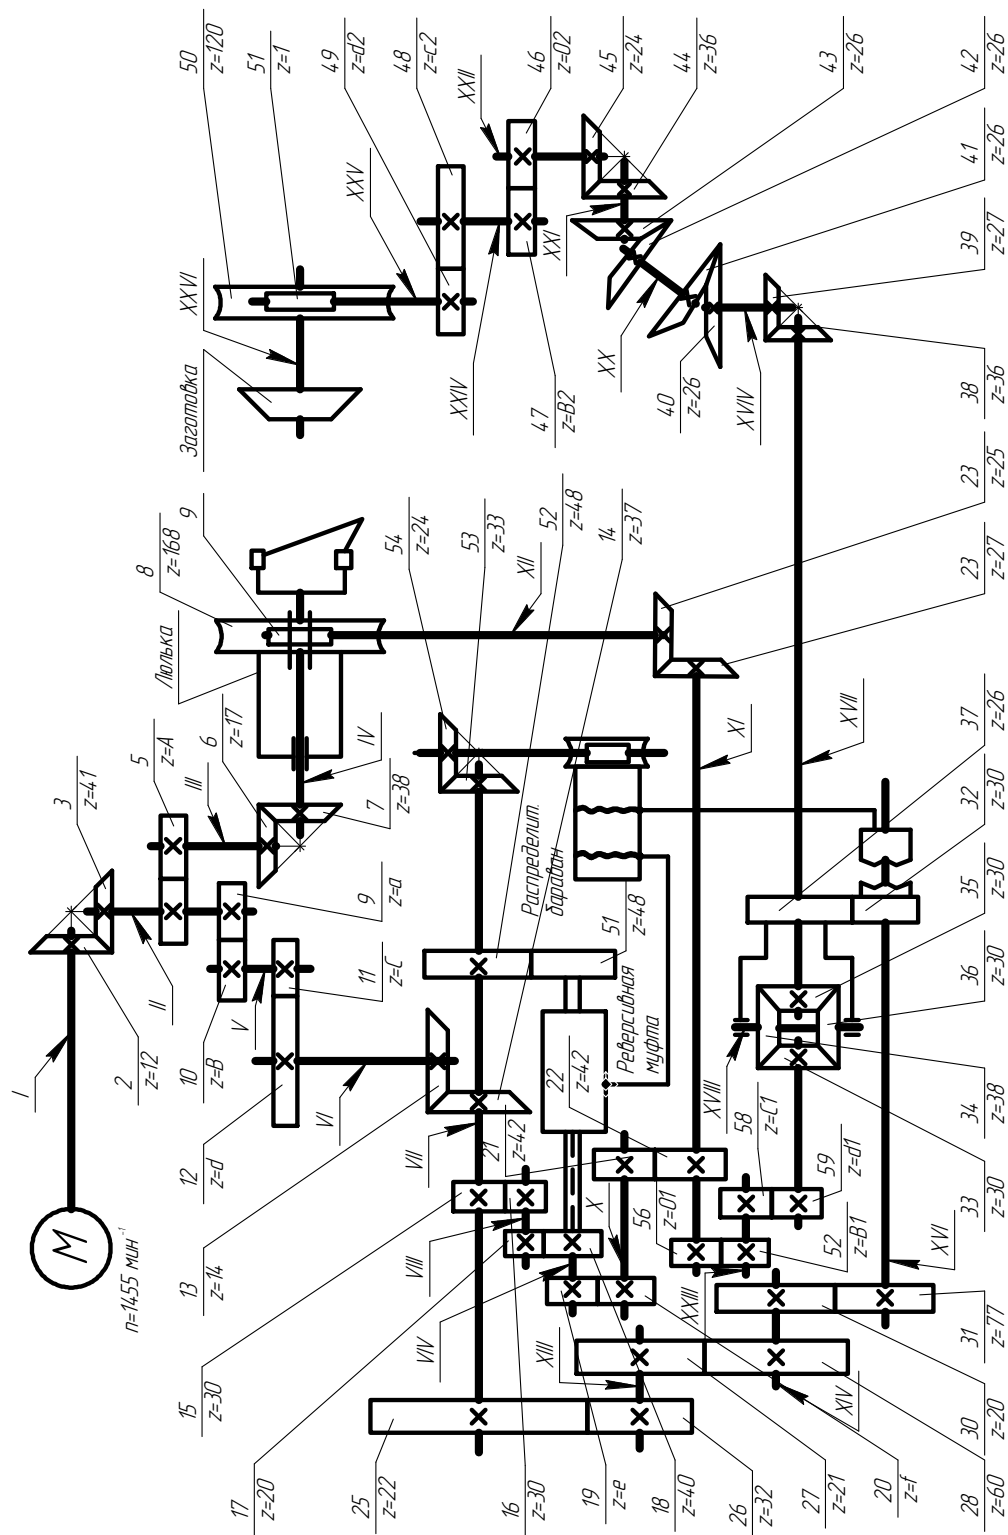 50
z=120
51
z=1
49
z=d2
48
z=c2
XXII
46
z=O2
45
z=24
44
z=36
43
z=26
42
z=26
41
z=26
39
z=27
38
z=36
XXVI
XXV
Заготовка
XXIV
47
z=B2
XXI
XX
40
z=26
XVIV
23
z=25
23
z=27
9
8
z=168
Люлька
54
z=24
53
z=33
52
z=48
14
z=37
XII
3
z=41
5
z=A
III
6
z=17
IV
7
z=38
XI
XVII
37
z=26
32
z=30
35
z=30
36
z=30
34
z=38
33
z=30
I
2
z=12
II
10
z=B
V
9
z=a
11
z=C
Распределит.
барабан
51
z=48
Реверсивная
муфта
12
z=d
VI
VII
21
z=42
22
z=42
XVIII
58
z=C1
59
z=d1
М
n=1455 мин⁻¹
13
z=14
VIII
X
56
z=O1
52
z=B1
XVI
31
z=77
15
z=30
VIV
XIII
XXIII
XIV
30
z=20
17
z=20
25
z=22
16
z=30
19
z=e
18
z=40
26
z=32
27
z=21
20
z=f
28
z=60